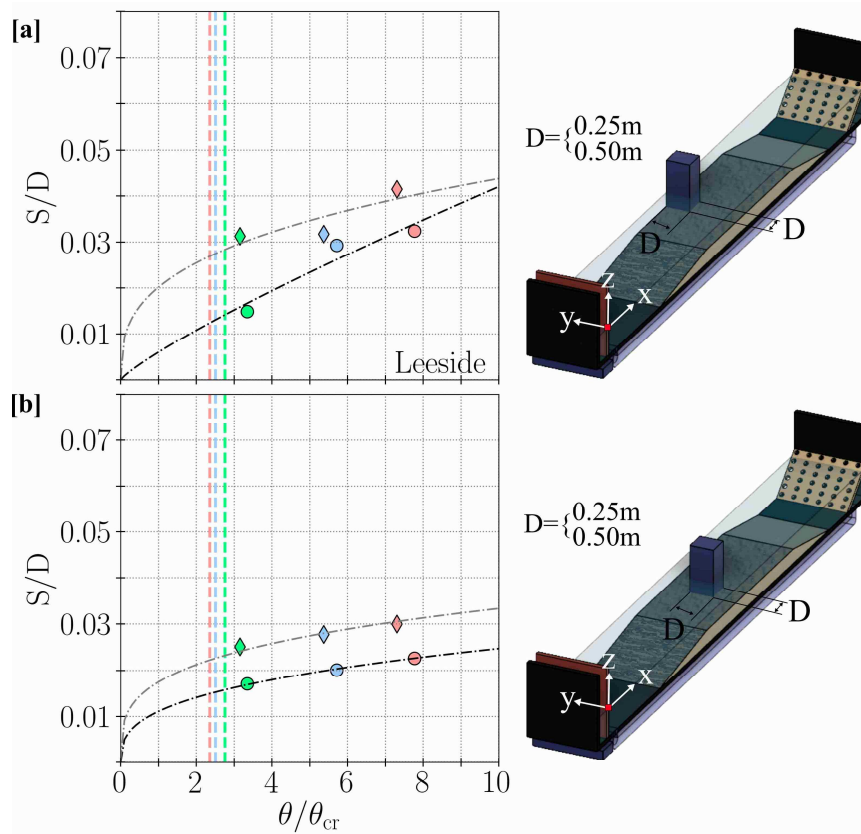 [a]
S/D
0.07
0.05
0.03
0.01
Leeside
D={0.25m
0.50m
D
D
z
x
y
[b]
S/D
0.07
0.05
0.03
0.01
0
2
4
6
8
10
θ/θcr
D={0.25m
0.50m
D
D
z
x
y